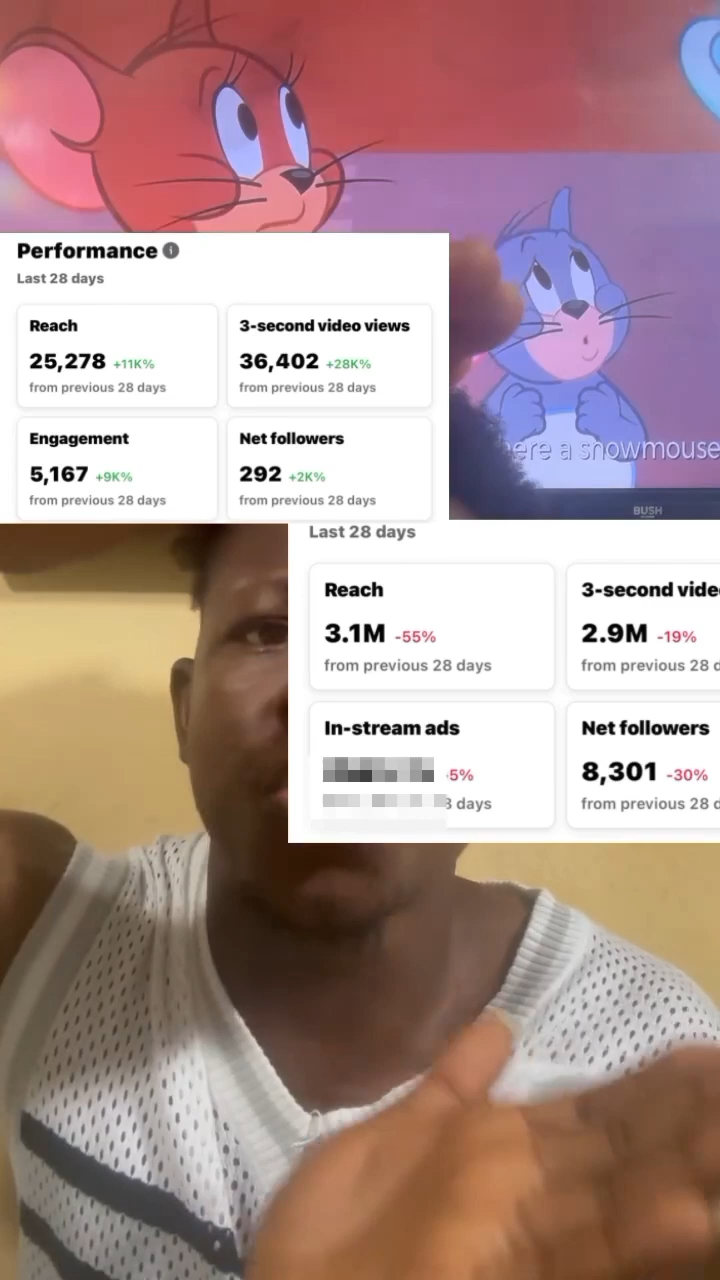 Performance
Last 28 days
Reach
3-second video views
25,278 +11K%
36,402 +28K%
from previous 28 days
from previous 28 days
Engagement
Net followers
5,167 +9K%
292 +2K%
from previous 28 days
from previous 28 days
ere a snowmouse
BUSH
Last 28 days
Reach
3-second vide
3.1M -55%
2.9M -19%
from previous 28 days
from previous 28 d
In-stream ads
Net followers
5%
8,301 -30%
days
from previous 28 d